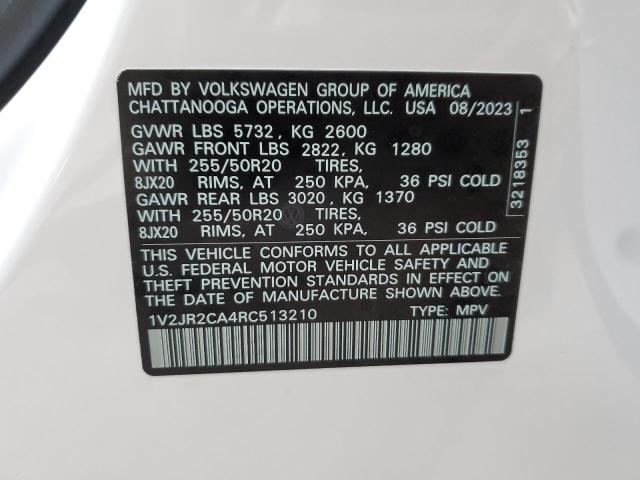 MFD BY VOLKSWAGEN GROUP OF AMERICA
CHATTANOOGA OPERATIONS, LLC. USA 08/2023
GVWR LBS 5732 , KG 2600
GAWR FRONT LBS 2822 , KG 1280
WITH 255/50R20 TIRES,
8JX20 RIMS, AT 250 KPA, 36 PSI COLD
GAWR REAR LBS 3020 , KG 1370
WITH 255/50R20 TIRES,
8JX20 RIMS, AT 250 KPA, 36 PSI COLD
THIS VEHICLE CONFORMS TO ALL APPLICABLE
U.S. FEDERAL MOTOR VEHICLE SAFETY AND
THEFT PREVENTION STANDARDS IN EFFECT ON
THE DATE OF MANUFACTURE SHOWN ABOVE.
1V2JR2CA4RC513210 TYPE: MPV
3218353 1